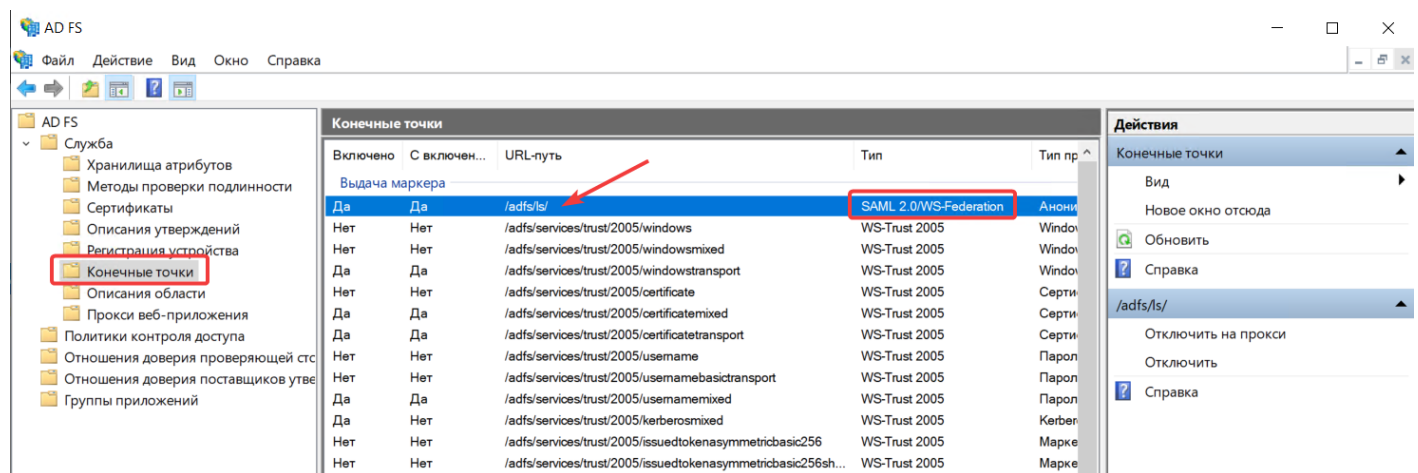 AD FS
Файл Действие Вид Окно Справка
AD FS
Служба
Хранилища атрибутов
Методы проверки подлинности
Сертификаты
Описания утверждений
Регистрация устройства
Конечные точки
Описания области
Прокси веб-приложения
Политики контроля доступа
Отношения доверия проверяющей стс
Отношения доверия поставщиков утве
Группы приложений
Конечные точки
Включено С включен... URL-путь Тип Тип пр
Выдача маркера
Да Да /adfs/ls/ SAML 2.0/WS-Federation Анони
Нет Нет /adfs/services/trust/2005/windows WS-Trust 2005 Windov
Нет Нет /adfs/services/trust/2005/windowsmixed WS-Trust 2005 Windov
Да Да /adfs/services/trust/2005/windowstransport WS-Trust 2005 Windov
Нет Нет /adfs/services/trust/2005/certificate WS-Trust 2005 Серти
Да Да /adfs/services/trust/2005/certificatemixed WS-Trust 2005 Серти
Да Да /adfs/services/trust/2005/certificatetransport WS-Trust 2005 Серти
Нет Нет /adfs/services/trust/2005/username WS-Trust 2005 Парол
Нет Нет /adfs/services/trust/2005/usernamebasictransport WS-Trust 2005 Парол
Да Да /adfs/services/trust/2005/usernamemixed WS-Trust 2005 Парол
Да Нет /adfs/services/trust/2005/kerberosmixed WS-Trust 2005 Kerber
Нет Нет /adfs/services/trust/2005/issuedtokenasymmetricbasic256 WS-Trust 2005 Марке
Нет Нет /adfs/services/trust/2005/issuedtokenasymmetricbasic256sh... WS-Trust 2005 Марке
Действия
Конечные точки
Вид
Новое окно отсюда
Обновить
Справка
/adfs/ls/
Отключить на прокси
Отключить
Справка